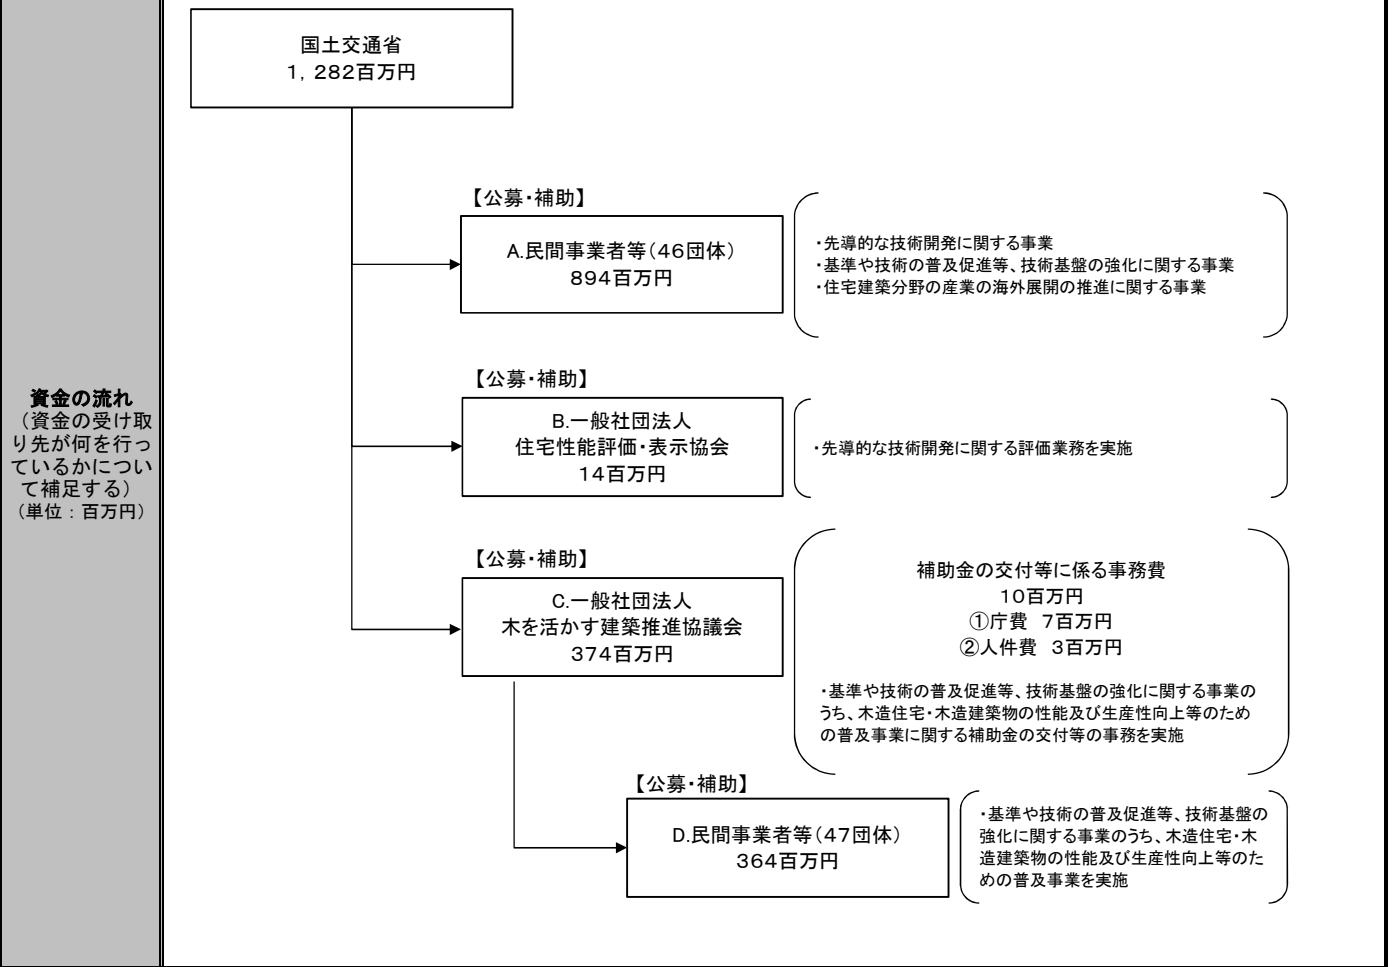 資金の流れ
（資金の受け取
り先が何を行っ
ているかについ
て補足する）
（単位：百万円）
国土交通省
１，２８２百万円
【公募・補助】
Ａ.民間事業者等（４６団体）
８９４百万円
・先導的な技術開発に関する事業
・基準や技術の普及促進等、技術基盤の強化に関する事業
・住宅建築分野の産業の海外展開の推進に関する事業
【公募・補助】
Ｂ.一般社団法人
住宅性能評価・表示協会
１４百万円
・先導的な技術開発に関する評価業務を実施
【公募・補助】
Ｃ.一般社団法人
木を活かす建築推進協議会
３７４百万円
補助金の交付等に係る事務費
１０百万円
①庁費　７百万円
②人件費　３百万円
・基準や技術の普及促進等、技術基盤の強化に関する事業の
うち、木造住宅・木造建築物の性能及び生産性向上等のため
の普及事業に関する補助金の交付等の事務を実施
【公募・補助】
Ｄ.民間事業者等（４７団体）
３６４百万円
・基準や技術の普及促進等、技術基盤の
強化に関する事業のうち、木造住宅・木
造建築物の性能及び生産性向上等のた
めの普及事業を実施